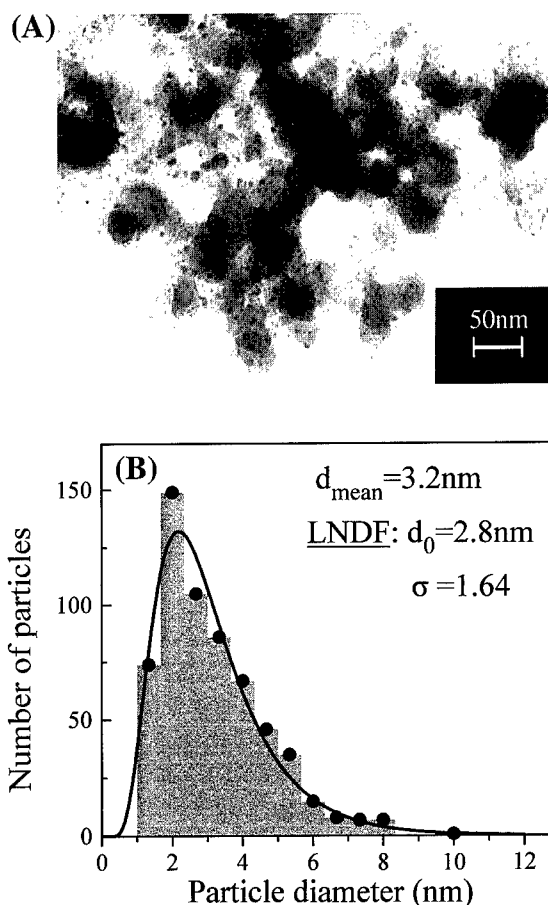 (A)
50nm
(B)
d_mean=3.2nm
LNDF: d_0=2.8nm
σ =1.64
Number of particles
150
100
50
0
0 2 4 6 8 10 12
Particle diameter (nm)